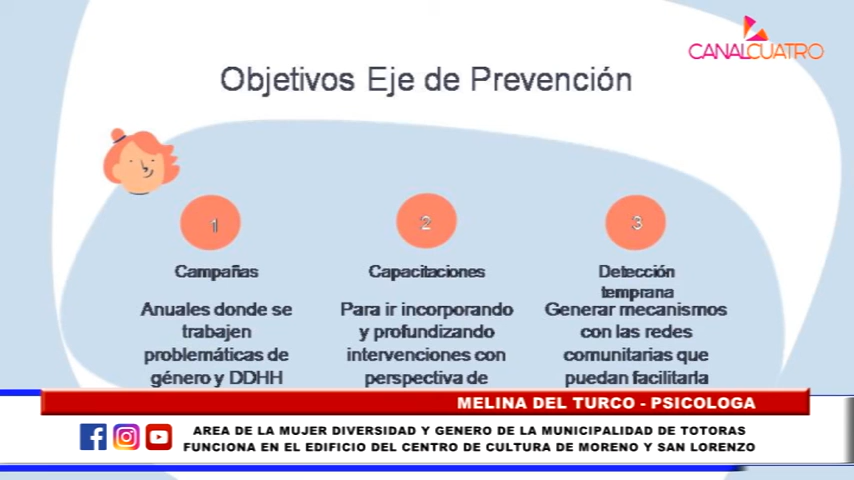 CANALCUATRO
Objetivos Eje de Prevención
1
2
3
Campañas
Anuales donde se
trabajen
problemáticas de
género y DDHH
Capacitaciones
Para ir incorporando
y profundizando
intervenciones con
perspectiva de
Detección
temprana
Generar mecanismos
con las redes
comunitarias que
puedan facilitarla
MELINA DEL TURCO - PSICOLOGA
AREA DE LA MUJER DIVERSIDAD Y GENERO DE LA MUNICIPALIDAD DE TOTORAS
FUNCIONA EN EL EDIFICIO DEL CENTRO DE CULTURA DE MORENO Y SAN LORENZO